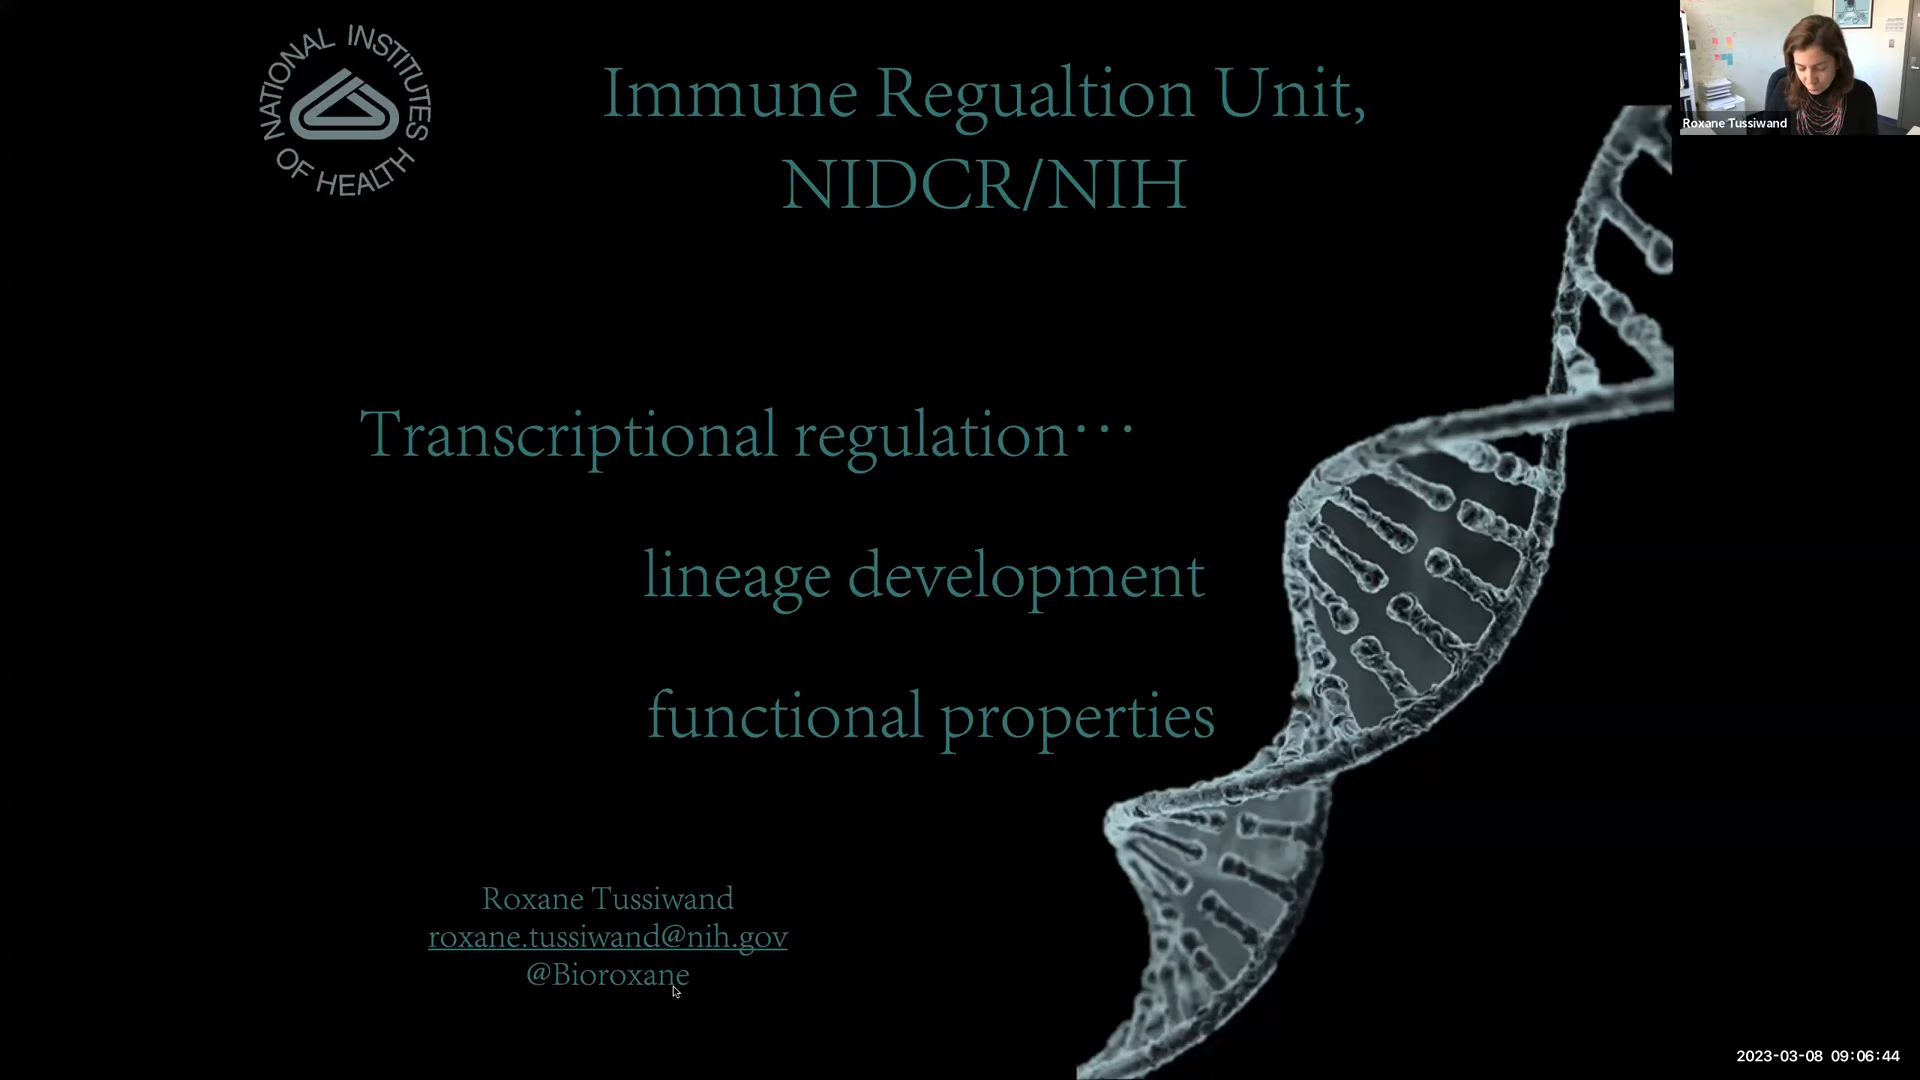 NATIONAL INSTITUTES
OF HEALTH
Immune Regualtion Unit,
NIDCR/NIH
Roxane Tussiwand
Transcriptional regulation···
lineage development
functional properties
Roxane Tussiwand
roxane.tussiwand@nih.gov
@Bioroxane
2023-03-08 09:06:44